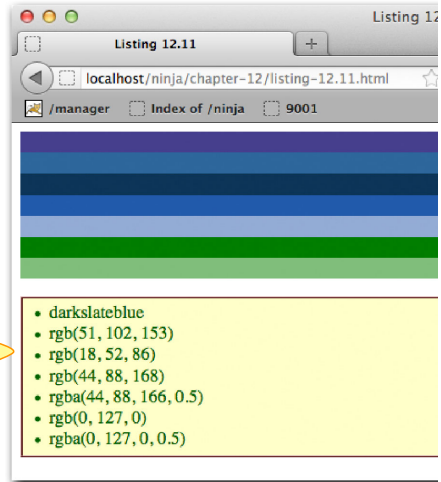 Listing 12
Listing 12.11
localhost/ninja/chapter-12/listing-12.11.html
/manager Index of /ninja 9001
• darkslateblue
• rgb(51, 102, 153)
• rgb(18, 52, 86)
• rgb(44, 88, 168)
• rgba(44, 88, 166, 0.5)
• rgb(0, 127, 0)
• rgba(0, 127, 0, 0.5)